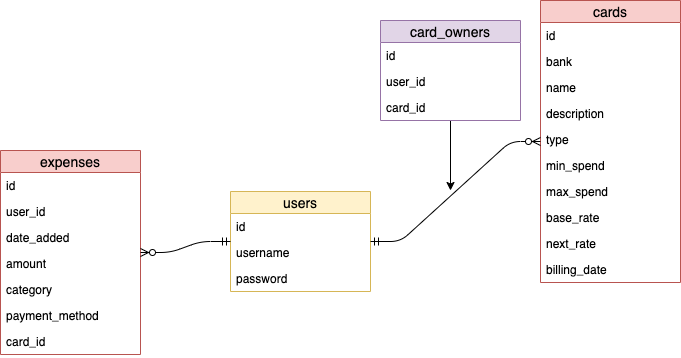 cards
id
bank
name
description
type
min_spend
max_spend
base_rate
next_rate
billing_date
card_owners
id
user_id
card_id
expenses
id
user_id
date_added
amount
category
payment_method
card_id
users
id
username
password